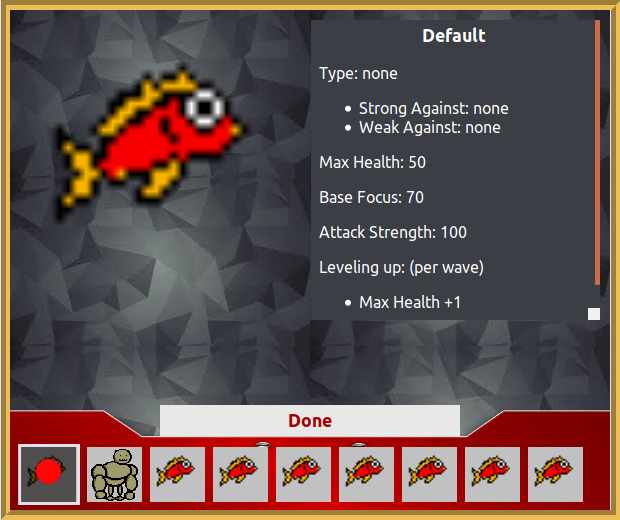 Default
Type: none
Strong Against: none
Weak Against: none
Max Health: 50
Base Focus: 70
Attack Strength: 100
Leveling up: (per wave)
Max Health +1
Done